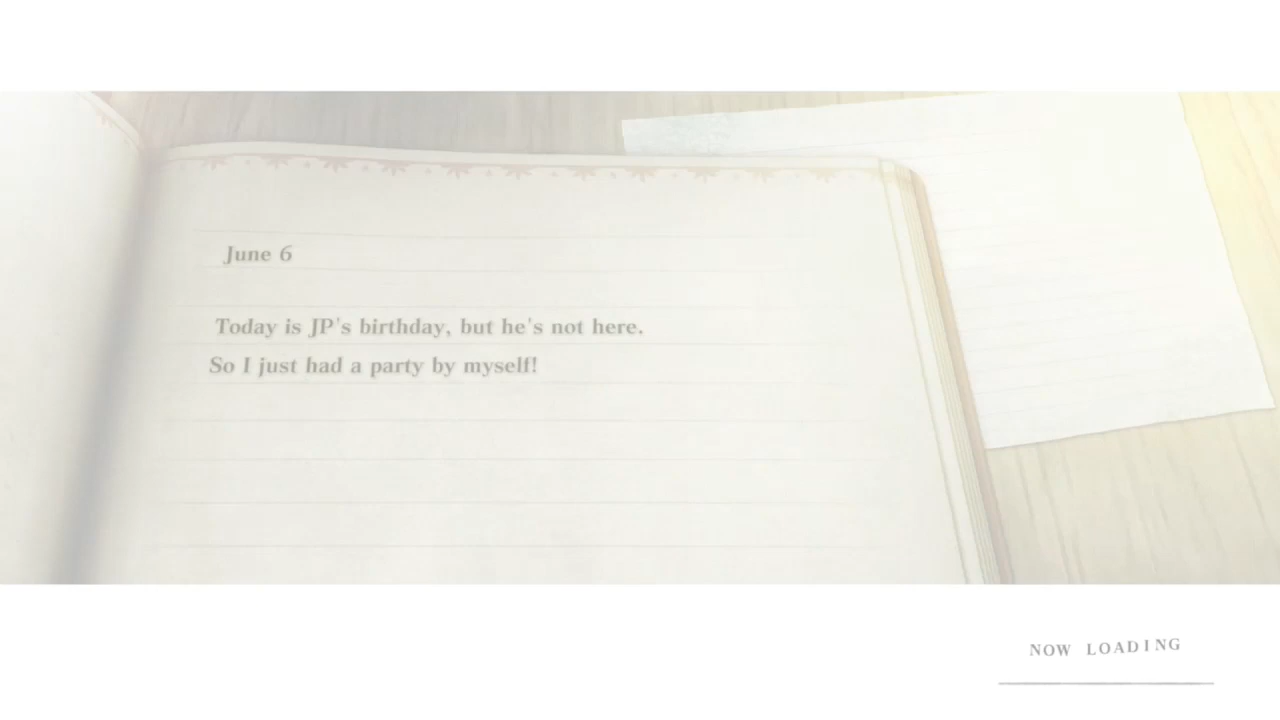 June 6
Today is JP's birthday, but he's not here.
So I just had a party by myself!
NOW LOADING